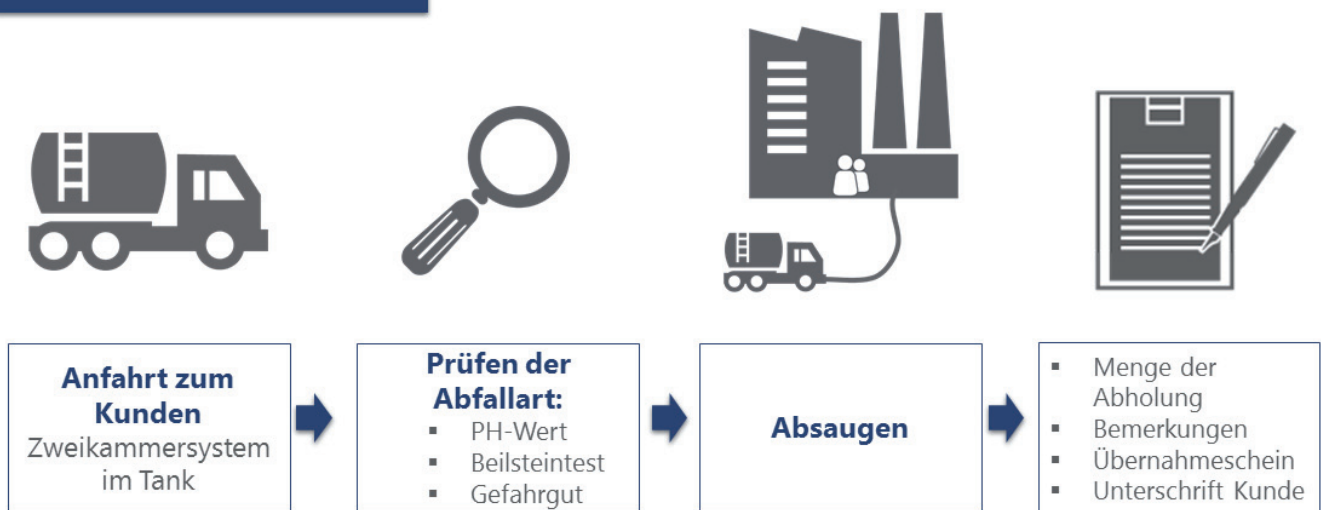 Anfahrt zum
Kunden
Zweikammersystem
im Tank
Prüfen der
Abfallart:
▪ PH-Wert
▪ Beilsteintest
▪ Gefahrgut
Absaugen
▪ Menge der
Abholung
▪ Bemerkungen
▪ Übernahmeschein
▪ Unterschrift Kunde